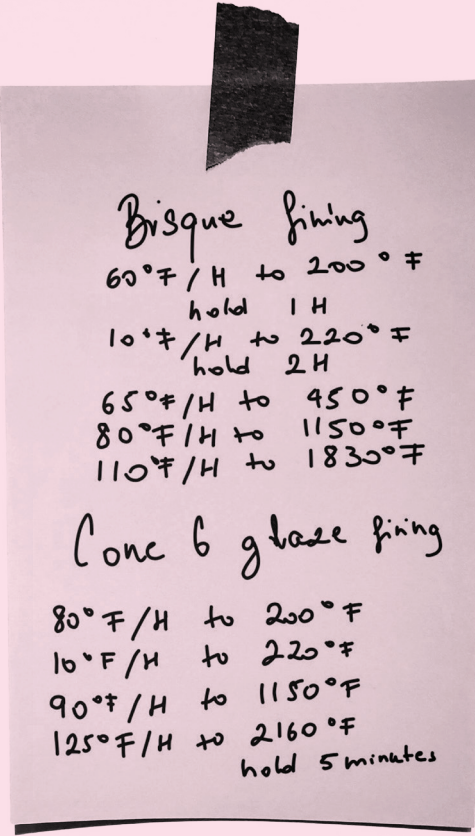 Bisque firing
60°F/H to 200°F
hold 1H
10°F/H to 220°F
hold 2H
65°F/H to 450°F
80°F/H to 1150°F
110°F/H to 1830°F
Cone 6 glaze firing
80°F/H to 200°F
10°F/H to 220°F
90°F/H to 1150°F
125°F/H to 2160°F
hold 5 minutes